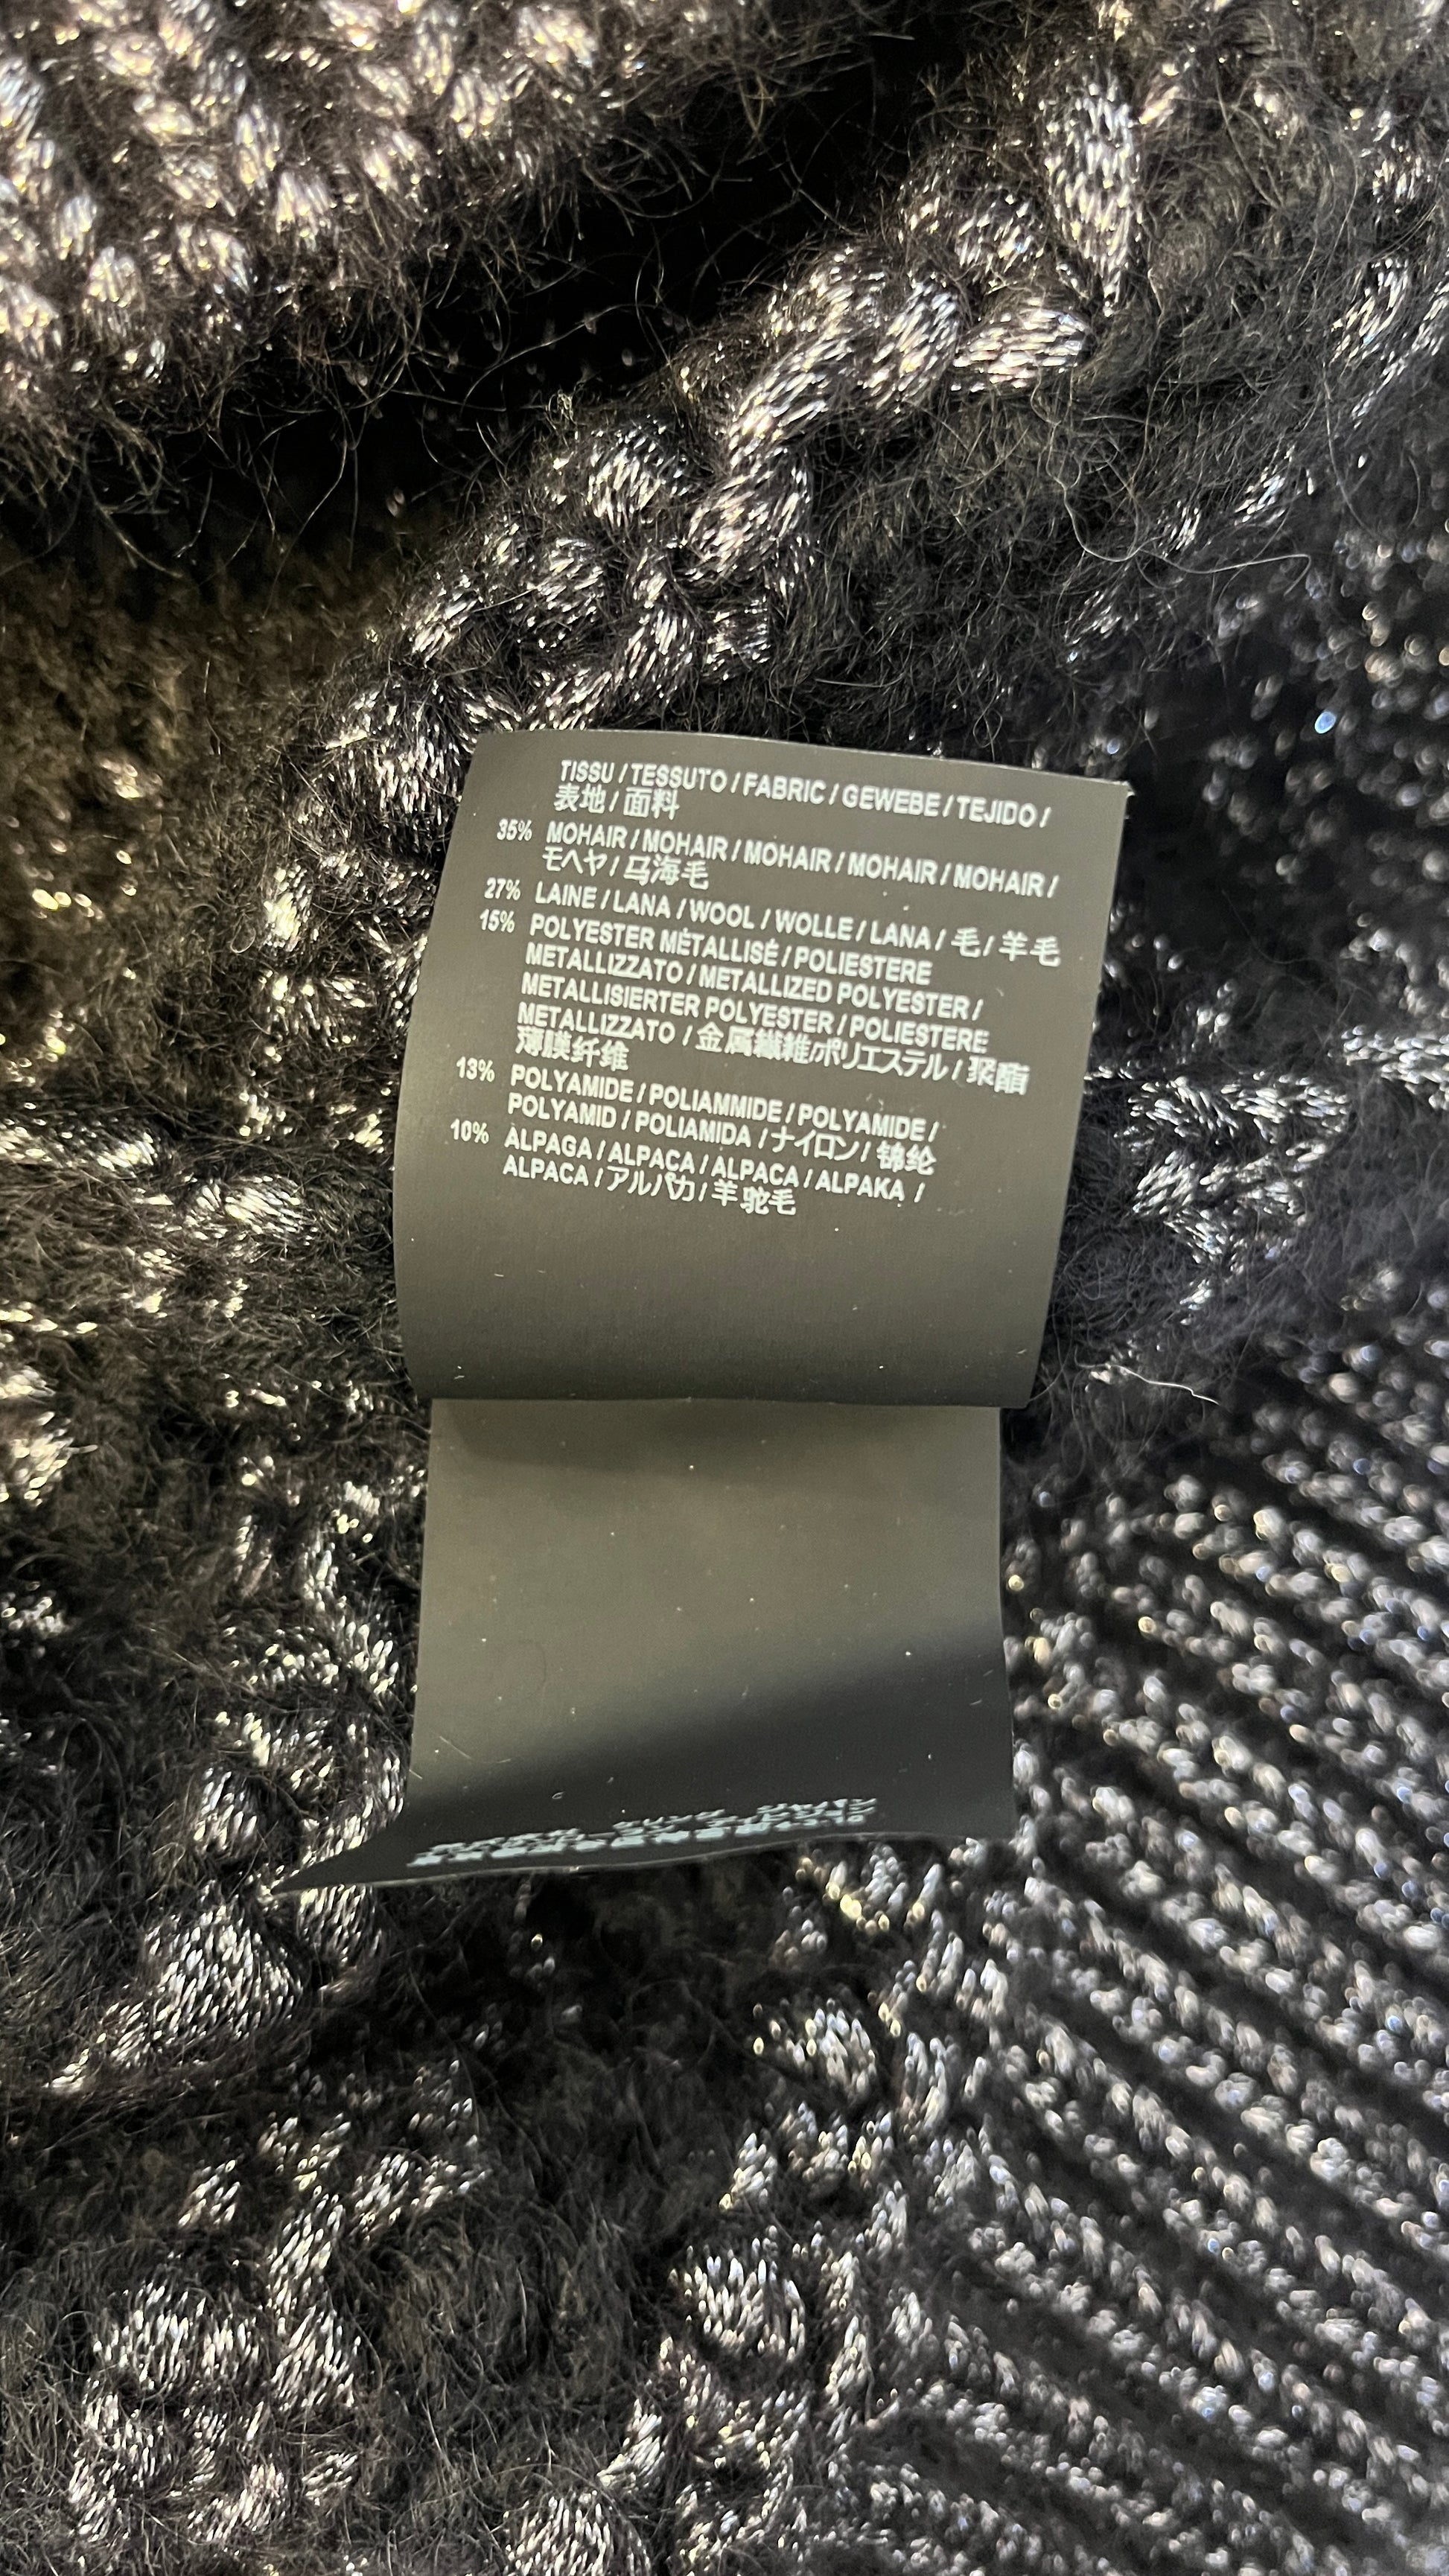 TISSU / TESSUTO / FABRIC / GEWEBE / TEJIDO /
表地 / 面料
35% MOHAIR / MOHAIR / MOHAIR / MOHAIR / MOHAIR /
モヘヤ / 马海毛
27% LAINE / LANA / WOOL / WOLLE / LANA / 毛 / 羊毛
15% POLYESTER MÉTALLISÉ / POLIESTERE
METALLIZZATO / METALLIZED POLYESTER /
METALLISIERTER POLYESTER / POLIESTERE
METALLIZZATO / 金属繊維/ポリエステル / 聚酯
薄膜纤维
13% POLYAMIDE / POLIAMMIDE / POLYAMIDE /
POLYAMID / POLIAMIDA / ナイロン / 锦纶
10% ALPAGA / ALPACA / ALPACA / ALPAKA /
ALPACA / アルパカ / 羊驼毛